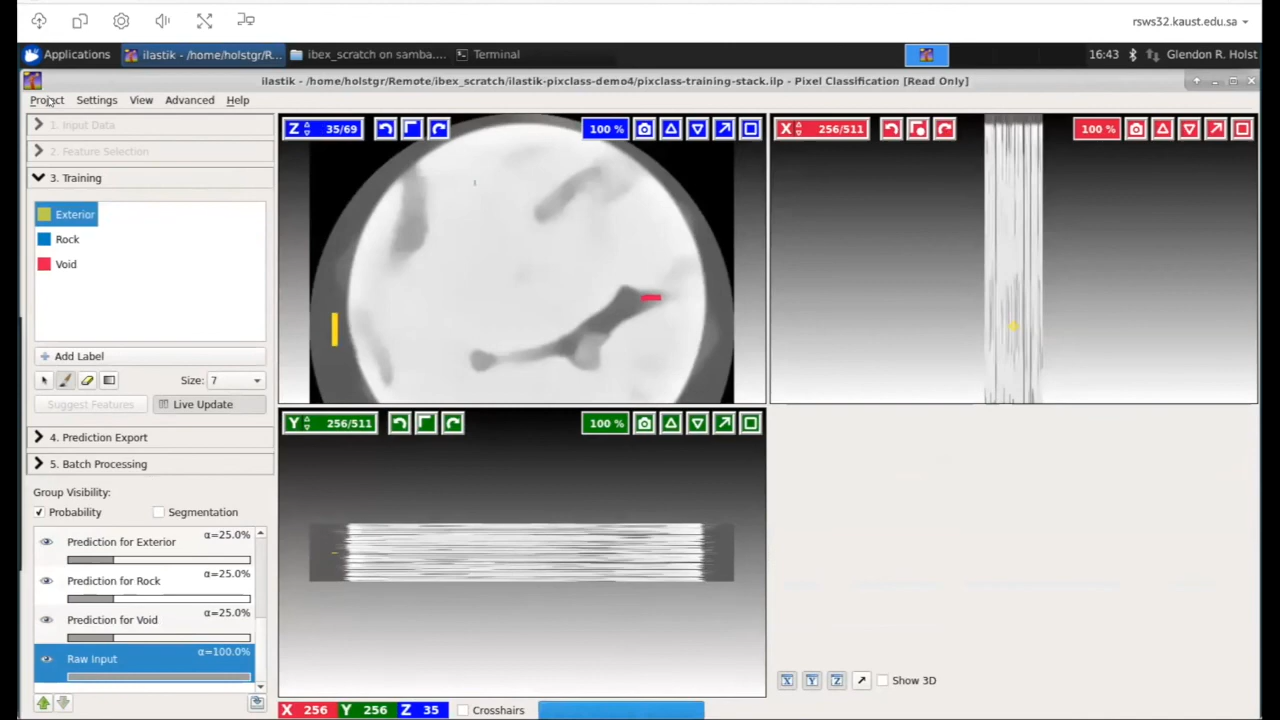 rsws32.kaust.edu.sa
Applications
ilastik - /home/holstgr/R...
ibex_scratch on samba....
Terminal
16:43
Glendon R. Holst
ilastik - /home/holstgr/Remote/ibex_scratch/ilastik-pixclass-demo4/pixclass-training-stack.ilp - Pixel Classification [Read Only]
Project Settings View Advanced Help
1. Input Data
2. Feature Selection
3. Training
Exterior
Rock
Void
Add Label
Size: 7
Suggest Features
Live Update
4. Prediction Export
5. Batch Processing
Group Visibility:
Probability
Segmentation
α=25.0%
Prediction for Exterior
α=25.0%
Prediction for Rock
α=25.0%
Prediction for Void
α=100.0%
Raw Input
Z 35/69
100 %
X 256/511
100 %
Y 256/511
100 %
X Y Z
Show 3D
X 256 Y 256 Z 35
Crosshairs